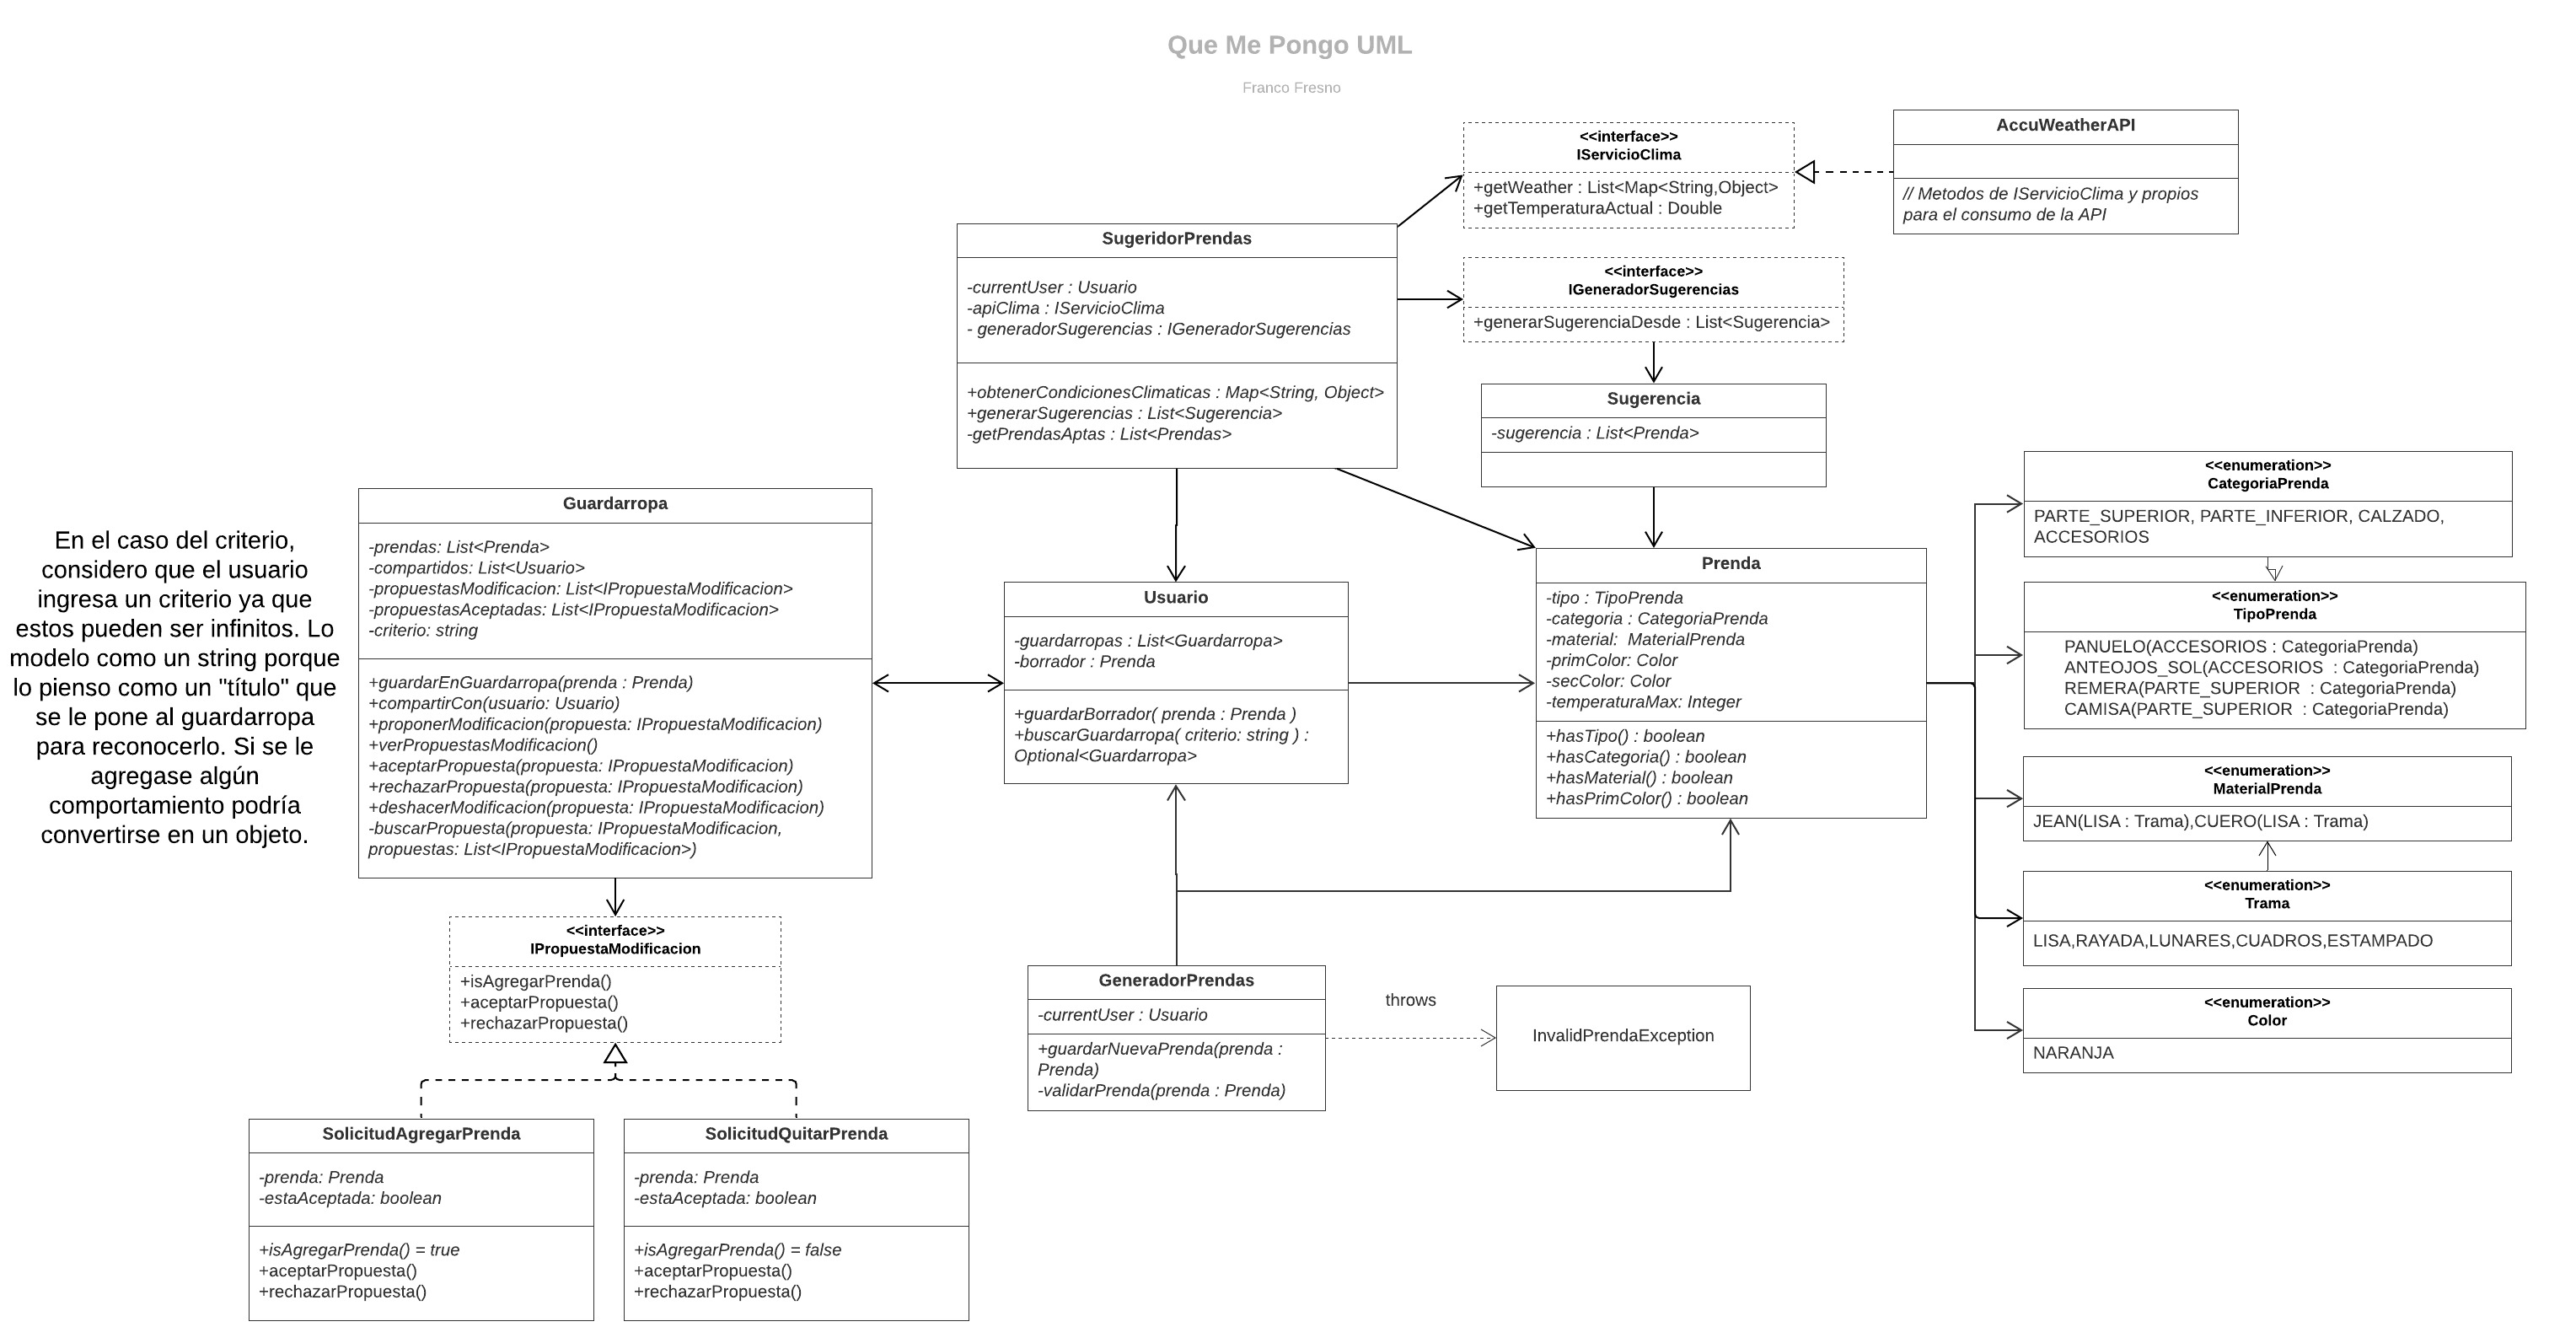 Que Me Pongo UML
Franco Fresno
<<interface>>
IServicioClima
+getWeather : List<Map<String,Object>
+getTemperaturaActual : Double
AccuWeatherAPI
// Metodos de IServicioClima y propios
para el consumo de la API
SugeridorPrendas
-currentUser : Usuario
-apiClima : IServicioClima
- generadorSugerencias : IGeneradorSugerencias
+obtenerCondicionesClimaticas : Map<String, Object>
+generarSugerencias : List<Sugerencia>
-getPrendasAptas : List<Prendas>
<<interface>>
IGeneradorSugerencias
+generarSugerenciaDesde : List<Sugerencia>
Sugerencia
-sugerencia : List<Prenda>
En el caso del criterio,
considero que el usuario
ingresa un criterio ya que
estos pueden ser infinitos. Lo
modelo como un string porque
lo pienso como un "título" que
se le pone al guardarropa
para reconocerlo. Si se le
agregase algún
comportamiento podría
convertirse en un objeto.
Guardarropa
-prendas: List<Prenda>
-compartidos: List<Usuario>
-propuestasModificacion: List<IPropuestaModificacion>
-propuestasAceptadas: List<IPropuestaModificacion>
-criterio: string
+guardarEnGuardarropa(prenda : Prenda)
+compartirCon(usuario: Usuario)
+proponerModificacion(propuesta: IPropuestaModificacion)
+verPropuestasModificacion()
+aceptarPropuesta(propuesta: IPropuestaModificacion)
+rechazarPropuesta(propuesta: IPropuestaModificacion)
+deshacerModificacion(propuesta: IPropuestaModificacion)
-buscarPropuesta(propuesta: IPropuestaModificacion,
propuestas: List<IPropuestaModificacion>)
Usuario
-guardarropas : List<Guardarropa>
-borrador : Prenda
+guardarBorrador( prenda : Prenda )
+buscarGuardarropa( criterio: string ) :
Optional<Guardarropa>
Prenda
-tipo : TipoPrenda
-categoria : CategoriaPrenda
-material:  MaterialPrenda
-primColor: Color
-secColor: Color
-temperaturaMax: Integer
+hasTipo() : boolean
+hasCategoria() : boolean
+hasMaterial() : boolean
+hasPrimColor() : boolean
<<enumeration>>
CategoriaPrenda
PARTE_SUPERIOR, PARTE_INFERIOR, CALZADO,
ACCESORIOS
<<enumeration>>
TipoPrenda
PANUELO(ACCESORIOS : CategoriaPrenda)
ANTEOJOS_SOL(ACCESORIOS  : CategoriaPrenda)
REMERA(PARTE_SUPERIOR  : CategoriaPrenda)
CAMISA(PARTE_SUPERIOR  : CategoriaPrenda)
<<enumeration>>
MaterialPrenda
JEAN(LISA : Trama),CUERO(LISA : Trama)
<<enumeration>>
Trama
LISA,RAYADA,LUNARES,CUADROS,ESTAMPADO
<<enumeration>>
Color
NARANJA
<<interface>>
IPropuestaModificacion
+isAgregarPrenda()
+aceptarPropuesta()
+rechazarPropuesta()
GeneradorPrendas
-currentUser : Usuario
+guardarNuevaPrenda(prenda :
Prenda)
-validarPrenda(prenda : Prenda)
throws
InvalidPrendaException
SolicitudAgregarPrenda
-prenda: Prenda
-estaAceptada: boolean
+isAgregarPrenda() = true
+aceptarPropuesta()
+rechazarPropuesta()
SolicitudQuitarPrenda
-prenda: Prenda
-estaAceptada: boolean
+isAgregarPrenda() = false
+aceptarPropuesta()
+rechazarPropuesta()